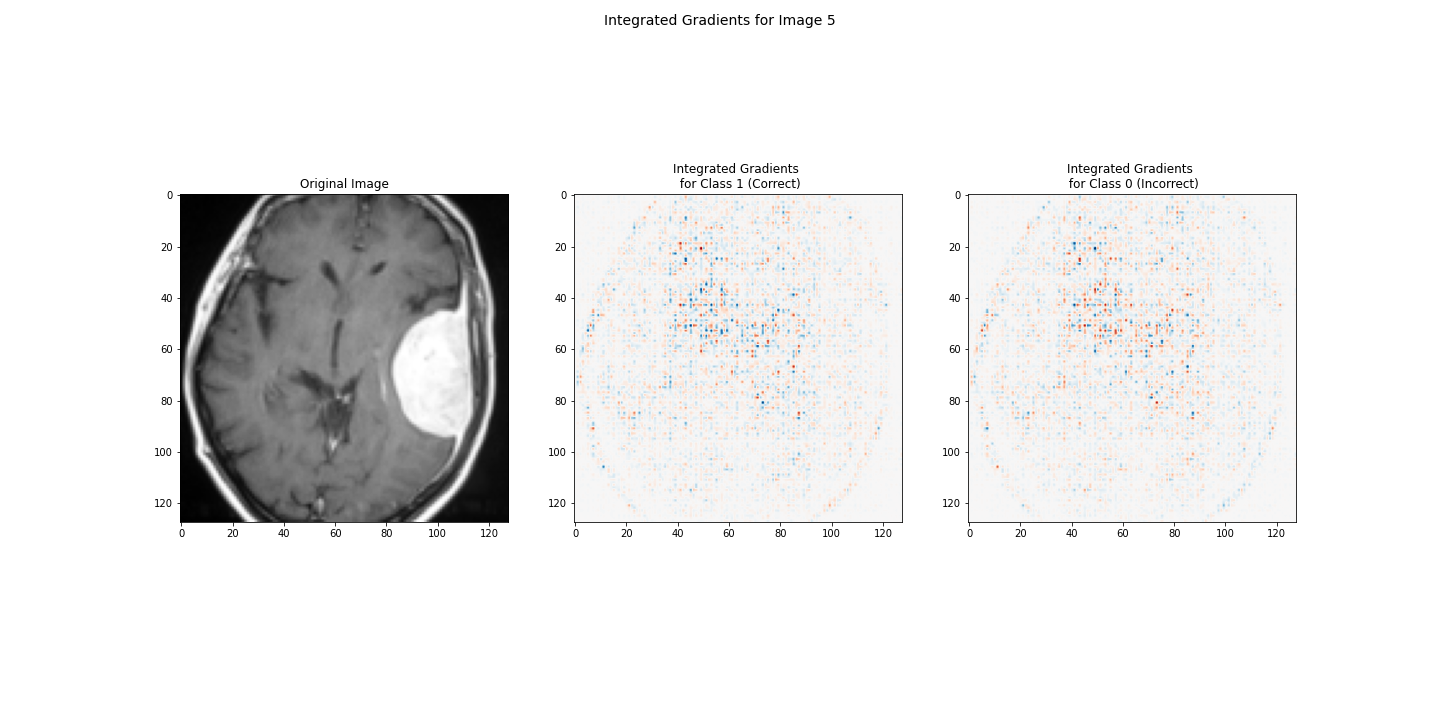 Integrated Gradients for Image 5
Original Image
0
20
40
60
80
100
120
0 20 40 60 80 100 120
Integrated Gradients
for Class 1 (Correct)
0
20
40
60
80
100
120
0 20 40 60 80 100 120
Integrated Gradients
for Class 0 (Incorrect)
0
20
40
60
80
100
120
0 20 40 60 80 100 120